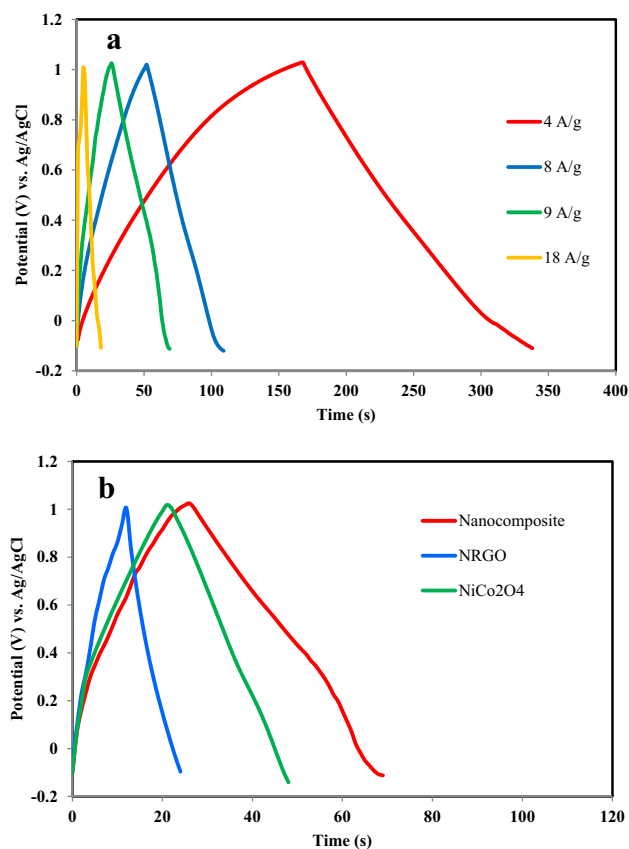 a
Potential (V) vs. Ag/AgCl
1.2
1
0.8
0.6
0.4
0.2
0
-0.2
0
50
100
150
200
250
300
350
400
Time (s)
4 A/g
8 A/g
9 A/g
18 A/g
b
Potential (V) vs. Ag/AgCl
1.2
1
0.8
0.6
0.4
0.2
0
-0.2
0
20
40
60
80
100
120
Time (s)
Nanocomposite
NRGO
NiCo2O4